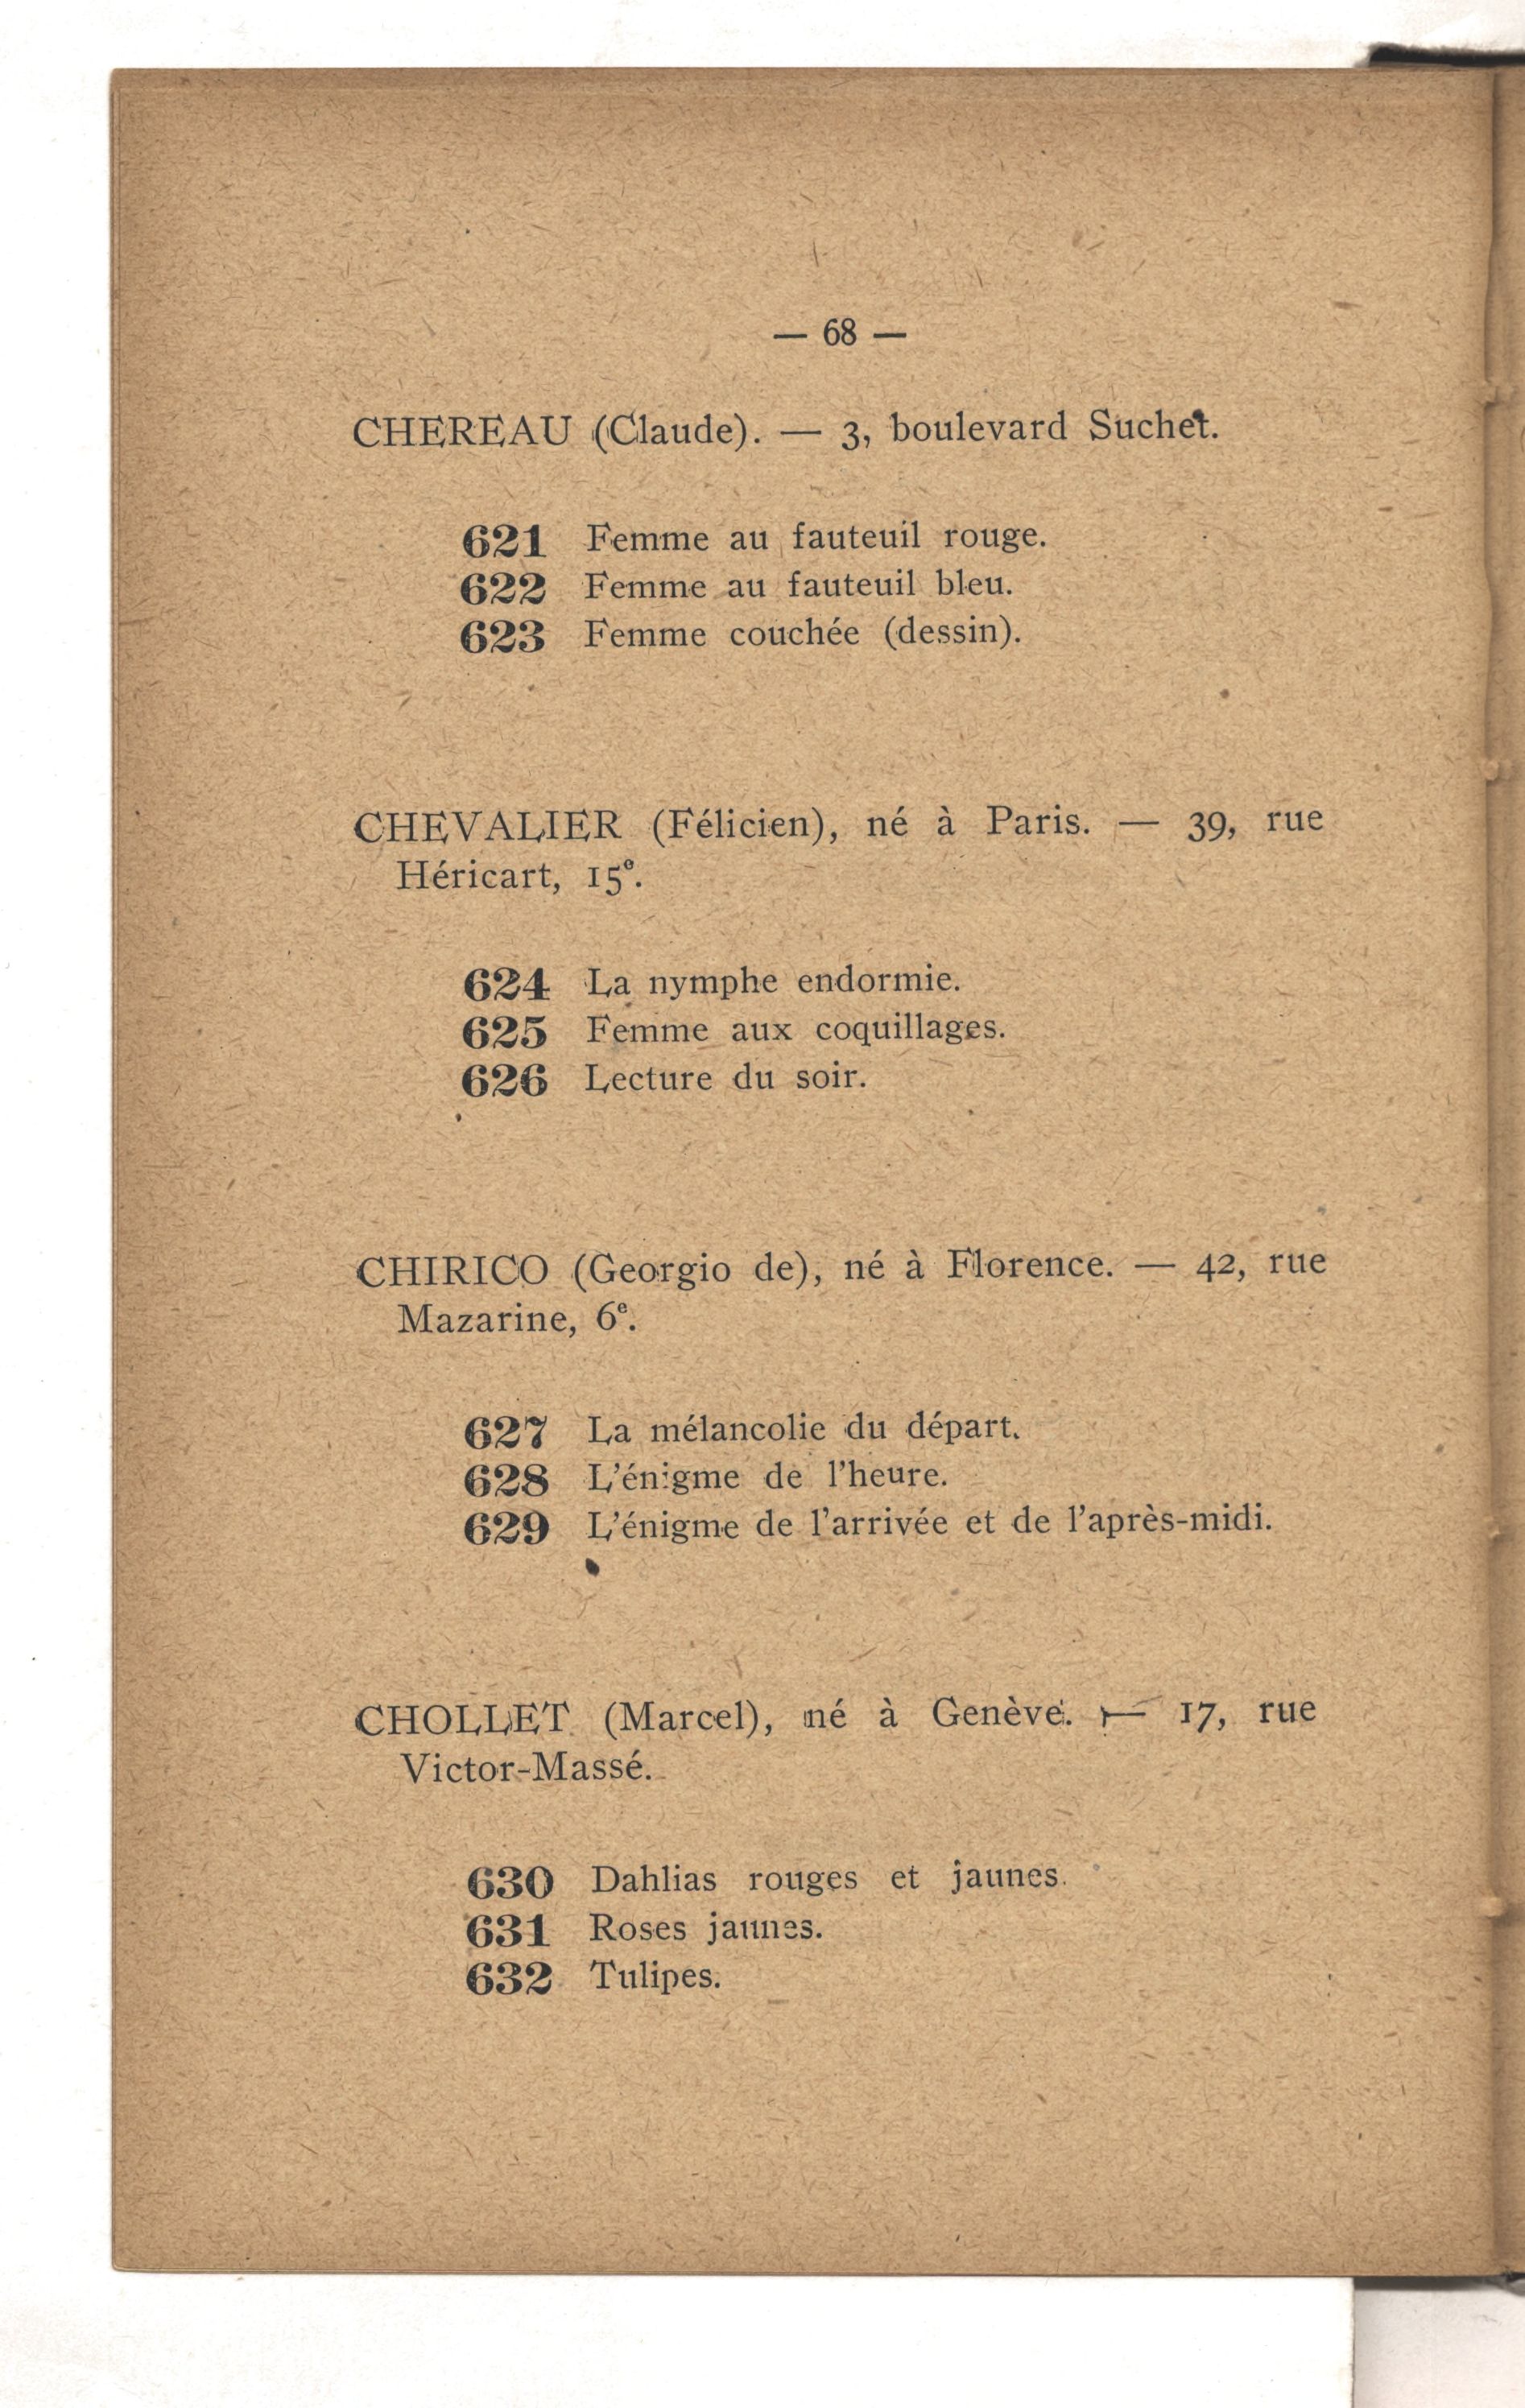 — 68 —
CHEREAU (Claude). — 3, boulevard Suchet.
621 Femme au fauteuil rouge.
622 Femme au fauteuil bleu.
623 Femme couchée (dessin).
CHEVALIER (Félicien), né à Paris. — 39, rue
Héricart, 15e.
624 La nymphe endormie.
625 Femme aux coquillages.
626 Lecture du soir.
CHIRICO (Georgio de), né à Florence. — 42, rue
Mazarine, 6e.
627 La mélancolie du départ.
628 L'énigme de l'heure.
629 L'énigme de l'arrivée et de l'après-midi.
CHOLLET (Marcel), né à Genève. — 17, rue
Victor-Massé.
630 Dahlias rouges et jaunes.
631 Roses jaunes.
632 Tulipes.